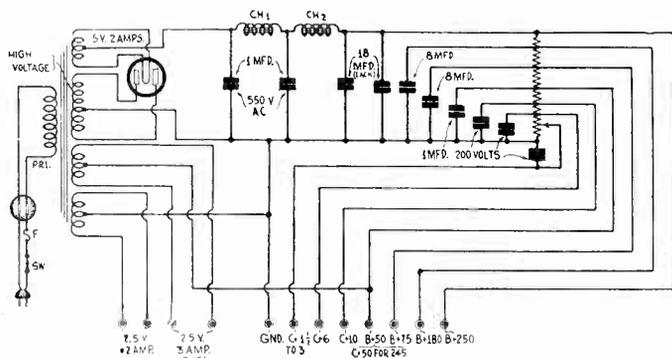 5 V. 2 AMPS.
HIGH VOLTAGE
PRI.
F
SW.
CH1
CH2
1 MFD.
550 V
AC
18
MFD.
(EACH)
8 MFD.
8 MFD.
1 MFD.
200 VOLTS
2.5 V.
12 AMP.
2.5 V.
3 AMP.
GND.
C+1½
TO 3
C-6
C+10
B+50
C+50 FOR 245
B+75
B+180
B+250